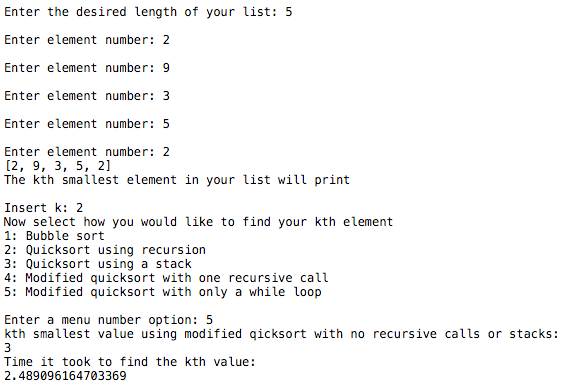 Enter the desired length of your list: 5
Enter element number: 2
Enter element number: 9
Enter element number: 3
Enter element number: 5
Enter element number: 2
[2, 9, 3, 5, 2]
The kth smallest element in your list will print
Insert k: 2
Now select how you would like to find your kth element
1: Bubble sort
2: Quicksort using recursion
3: Quicksort using a stack
4: Modified quicksort with one recursive call
5: Modified quicksort with only a while loop
Enter a menu number option: 5
kth smallest value using modified qicksort with no recursive calls or stacks:
3
Time it took to find the kth value:
2.489096164703369